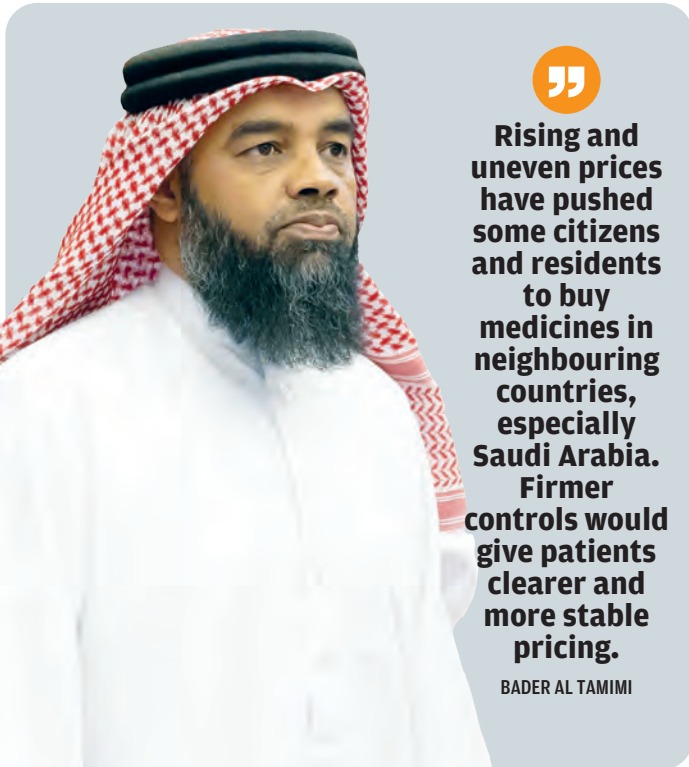 Rising and
uneven prices
have pushed
some citizens
and residents
to buy
medicines in
neighbouring
countries,
especially
Saudi Arabia.
Firmer
controls would
give patients
clearer and
more stable
pricing.
BADER AL TAMIMI